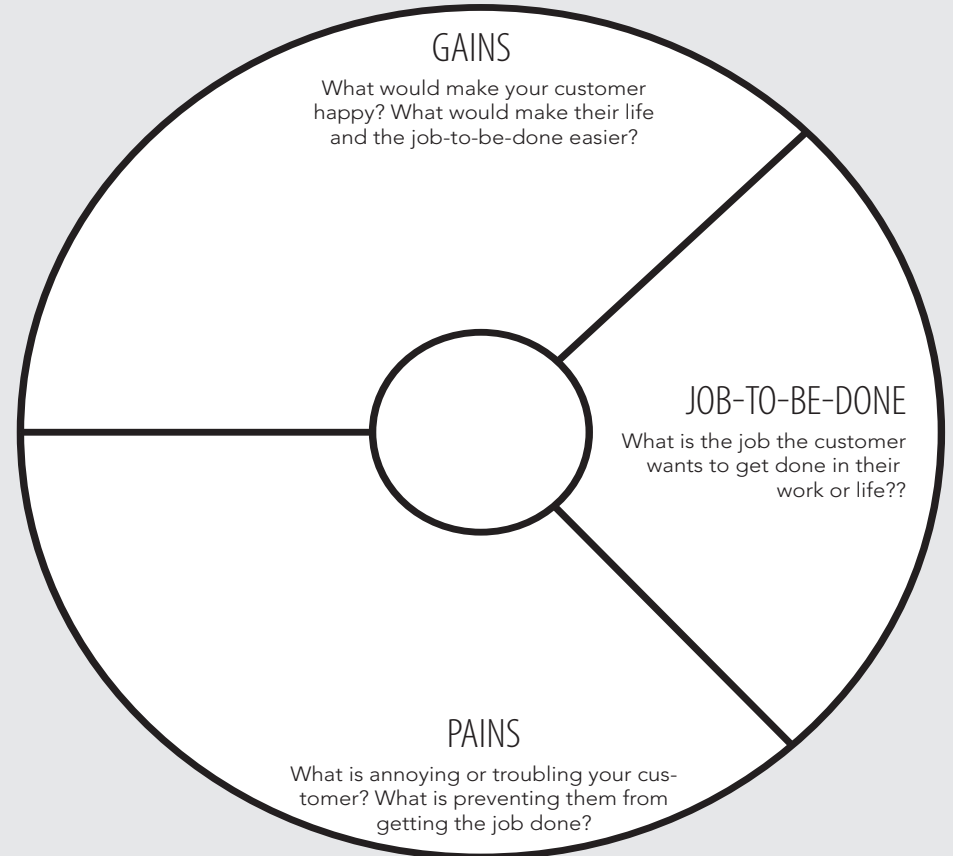 GAINS
What would make your customer
happy? What would make their life
and the job-to-be-done easier?
JOB-TO-BE-DONE
What is the job the customer
wants to get done in their
work or life??
PAINS
What is annoying or troubling your cus-
tomer? What is preventing them from
getting the job done?